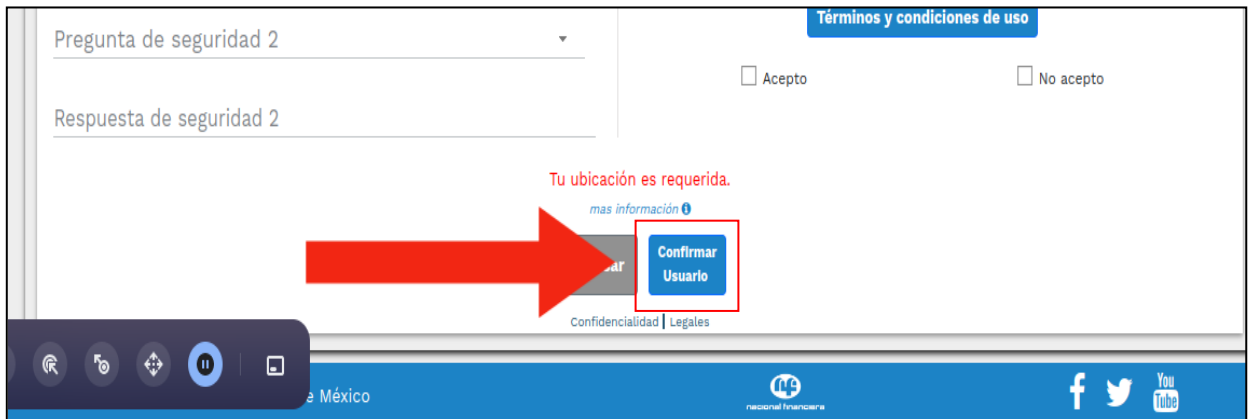 Términos y condiciones de uso
Pregunta de seguridad 2
Acepto
No acepto
Respuesta de seguridad 2
Tu ubicación es requerida.
mas información
Confirmar
Usuario
Confidencialidad | Legales
México
nacional financiera
You
Tube